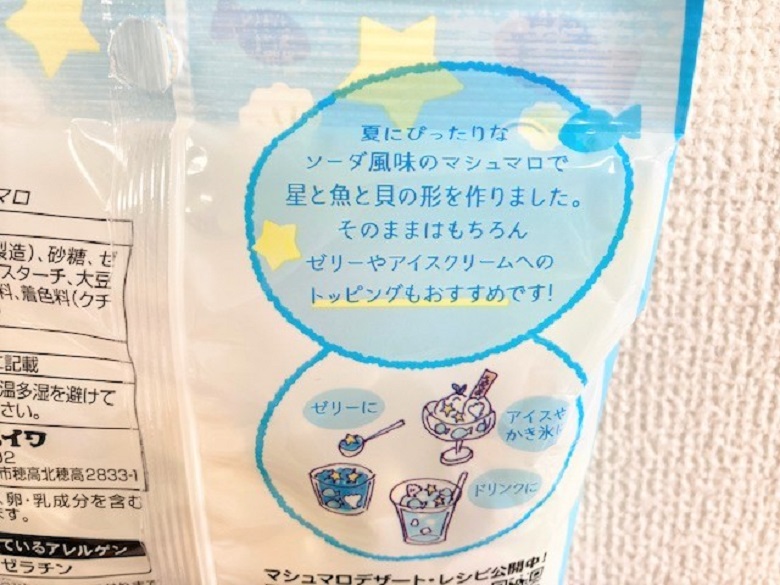 夏にぴったりな
ソーダ風味のマシュマロで
星と魚と貝の形を作りました。
そのままはもちろん
ゼリーやアイスクリームへの
トッピングもおすすめです!
ゼリーに
アイスや
かき氷に
ドリンクに
マシュマロデザート・レシピ公開中!
マロ
製造)、砂糖、ゼ
スターチ、大豆
料、着色料(クチ
に記載
温多湿を避けて
さい。
エイワ
02
市穂高北穂高2833-1
、卵・乳成分を含む
ます。
ているアレルゲン
ゼラチン